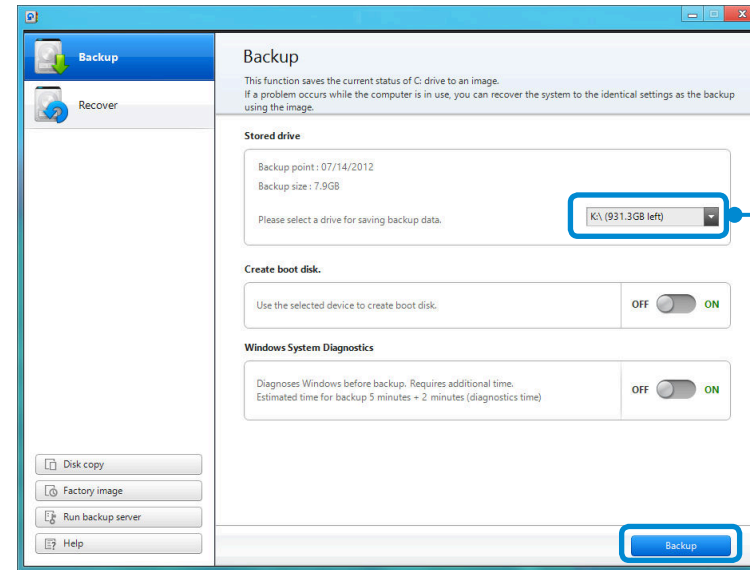 Backup
Recover
Disk copy
Factory image
Run backup server
Help
Backup
This function saves the current status of C: drive to an image.
If a problem occurs while the computer is in use, you can recover the system to the identical settings as the backup
using the image.
Stored drive
Backup point : 07/14/2012
Backup size : 7.9GB
Please select a drive for saving backup data.
K:\ (931.3GB left)
Create boot disk.
Use the selected device to create boot disk.
OFF ON
Windows System Diagnostics
Diagnoses Windows before backup. Requires additional time.
Estimated time for backup 5 minutes + 2 minutes (diagnostics time)
OFF ON
Backup